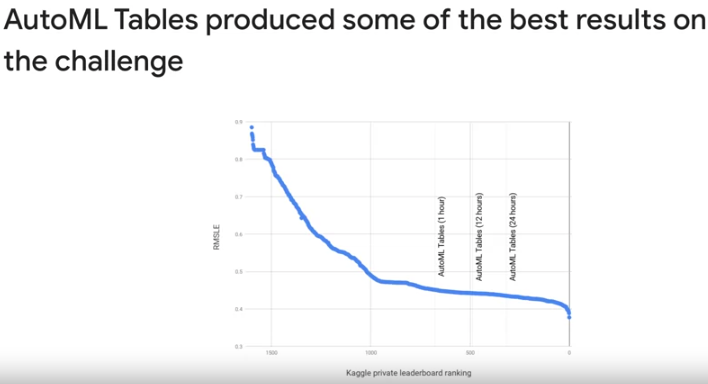 AutoML Tables produced some of the best results on
the challenge
0.9
0.8
0.7
0.6
0.5
0.4
0.3
RMSLE
AutoML Tables (1 hour)
AutoML Tables (12 hours)
AutoML Tables (24 hours)
1500
1000
500
0
Kaggle private leaderboard ranking